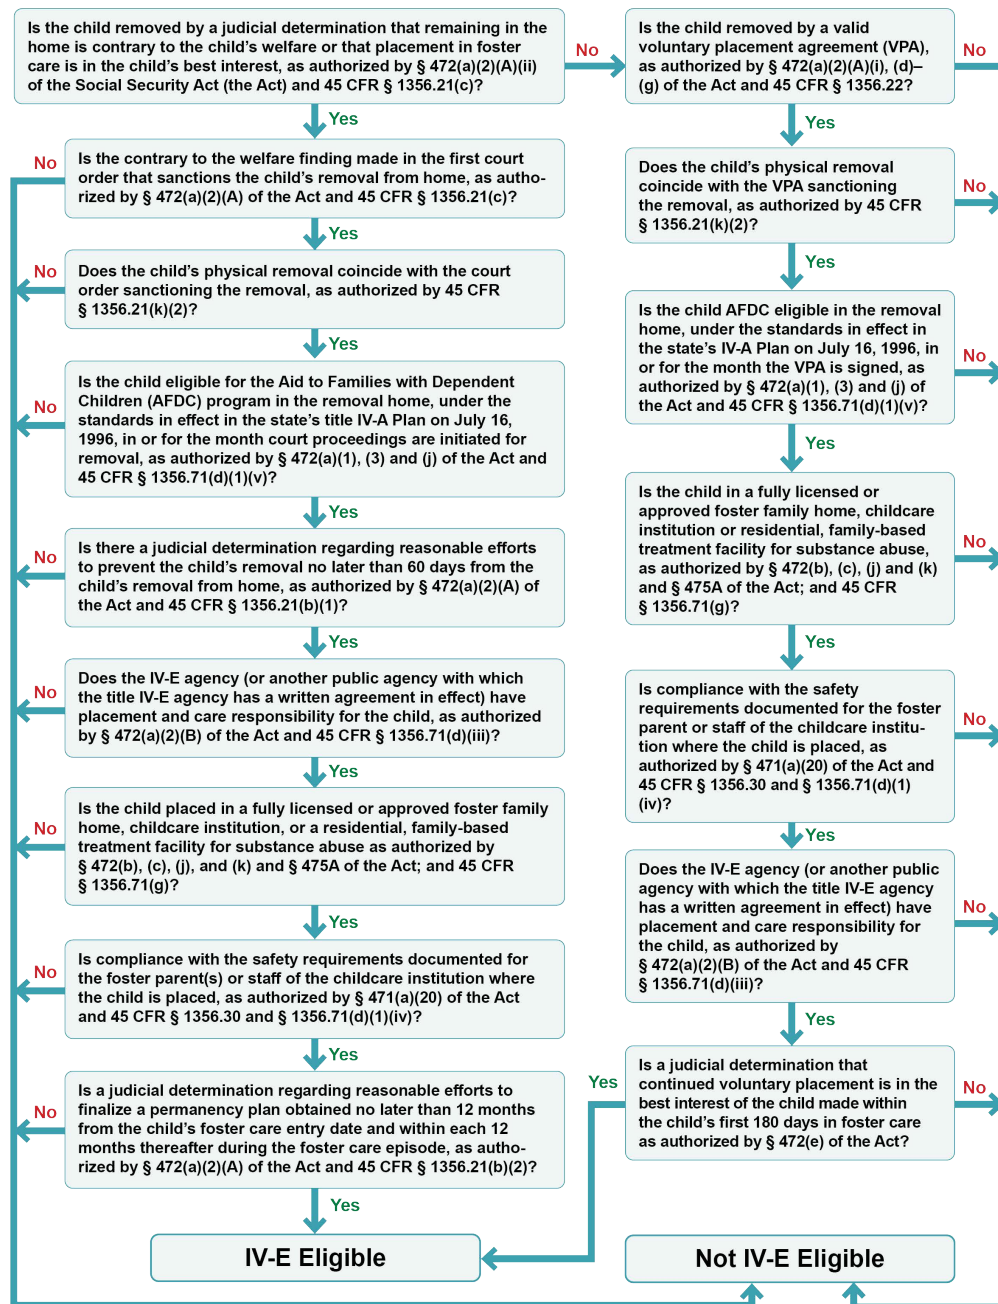 Is the child removed by a judicial determination that remaining in the
home is contrary to the child's welfare or that placement in foster
care is in the child's best interest, as authorized by § 472(a)(2)(A)(ii)
of the Social Security Act (the Act) and 45 CFR § 1356.21(c)?
No
Yes
Is the contrary to the welfare finding made in the first court
order that sanctions the child's removal from home, as autho-
rized by § 472(a)(2)(A) of the Act and 45 CFR § 1356.21(c)?
No
Yes
Does the child's physical removal coincide with the court
order sanctioning the removal, as authorized by 45 CFR
§ 1356.21(k)(2)?
No
Yes
Is the child eligible for the Aid to Families with Dependent
Children (AFDC) program in the removal home, under the
standards in effect in the state's title IV-A Plan on July 16,
1996, in or for the month court proceedings are initiated for
removal, as authorized by § 472(a)(1), (3) and (j) of the Act and
45 CFR § 1356.71(d)(1)(v)?
No
Yes
Is there a judicial determination regarding reasonable efforts
to prevent the child's removal no later than 60 days from the
child's removal from home, as authorized by § 472(a)(2)(A) of
the Act and 45 CFR § 1356.21(b)(1)?
No
Yes
Does the IV-E agency (or another public agency with which
the title IV-E agency has a written agreement in effect) have
placement and care responsibility for the child, as authorized
by § 472(a)(2)(B) of the Act and 45 CFR § 1356.71(d)(iii)?
No
Yes
Is the child placed in a fully licensed or approved foster family
home, childcare institution, or a residential, family-based
treatment facility for substance abuse as authorized by
§ 472(b), (c), (j), and (k) and § 475A of the Act; and 45 CFR
§ 1356.71(g)?
No
Yes
Is compliance with the safety requirements documented for
the foster parent(s) or staff of the childcare institution where
the child is placed, as authorized by § 471(a)(20) of the Act
and 45 CFR § 1356.30 and § 1356.71(d)(1)(iv)?
No
Yes
Is a judicial determination regarding reasonable efforts to
finalize a permanency plan obtained no later than 12 months
from the child's foster care entry date and within each 12
months thereafter during the foster care episode, as autho-
rized by § 472(a)(2)(A) of the Act and 45 CFR § 1356.21(b)(2)?
No
Yes
IV-E Eligible
Is the child removed by a valid
voluntary placement agreement (VPA),
as authorized by § 472(a)(2)(A)(i), (d)–
(g) of the Act and 45 CFR § 1356.22?
No
Yes
Does the child's physical removal
coincide with the VPA sanctioning
the removal, as authorized by 45 CFR
§ 1356.21(k)(2)?
No
Yes
Is the child AFDC eligible in the removal
home, under the standards in effect in
the state's IV-A Plan on July 16, 1996, in
or for the month the VPA is signed, as
authorized by § 472(a)(1), (3) and (j) of
the Act and 45 CFR § 1356.71(d)(1)(v)?
No
Yes
Is the child in a fully licensed or
approved foster family home, childcare
institution or residential, family-based
treatment facility for substance abuse,
as authorized by § 472(b), (c), (j) and (k)
and § 475A of the Act; and 45 CFR
§ 1356.71(g)?
No
Yes
Is compliance with the safety
requirements documented for the foster
parent or staff of the childcare institu-
tion where the child is placed, as
authorized by § 471(a)(20) of the Act and
45 CFR § 1356.30 and § 1356.71(d)(1)
(iv)?
No
Yes
Does the IV-E agency (or another public
agency with which the title IV-E agency
has a written agreement in effect) have
placement and care responsibility for
the child, as authorized by
§ 472(a)(2)(B) of the Act and 45 CFR
§ 1356.71(d)(iii)?
No
Yes
Is a judicial determination that
continued voluntary placement is in the
best interest of the child made within
the child's first 180 days in foster care
as authorized by § 472(e) of the Act?
Yes
No
Not IV-E Eligible